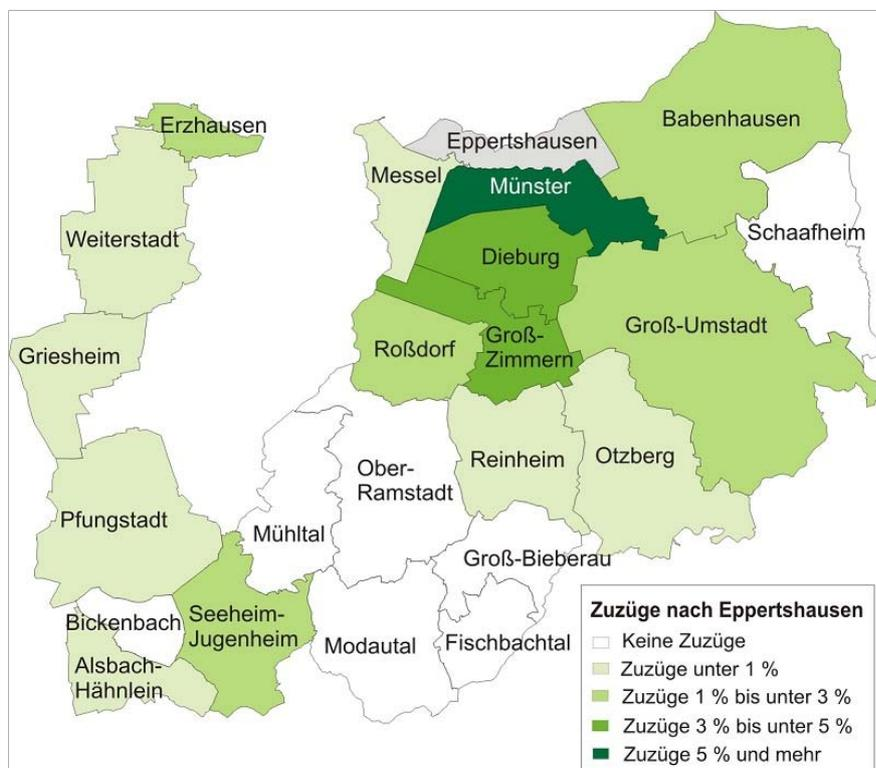 Babenhausen
Erzhausen
Eppertshausen
Messel
Münster
Schaafheim
Weiterstadt
Dieburg
Groß-Umstadt
Griesheim
Roßdorf
Groß-
Zimmern
Reinheim
Otzberg
Ober-
Ramstadt
Pfungstadt
Mühltal
Groß-Bieberau
Bickenbach
Seeheim-
Jugenheim
Modautal
Fischbachtal
Alsbach-
Hähnlein
Zuzüge nach Eppertshausen
Keine Zuzüge
Zuzüge unter 1 %
Zuzüge 1 % bis unter 3 %
Zuzüge 3 % bis unter 5 %
Zuzüge 5 % und mehr